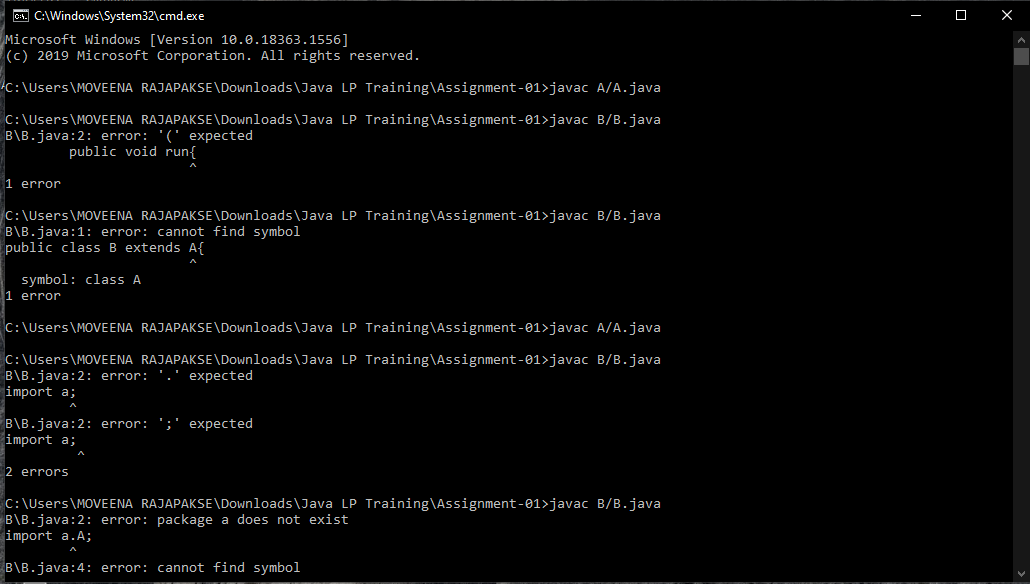 C:\Windows\System32\cmd.exe
Microsoft Windows [Version 10.0.18363.1556]
(c) 2019 Microsoft Corporation. All rights reserved.
C:\Users\MOVEENA RAJAPAKSE\Downloads\Java LP Training\Assignment-01>javac A/A.java
C:\Users\MOVEENA RAJAPAKSE\Downloads\Java LP Training\Assignment-01>javac B/B.java
B\B.java:2: error: '(' expected
        public void run{
                       ^
1 error
C:\Users\MOVEENA RAJAPAKSE\Downloads\Java LP Training\Assignment-01>javac B/B.java
B\B.java:1: error: cannot find symbol
public class B extends A{
                       ^
  symbol: class A
1 error
C:\Users\MOVEENA RAJAPAKSE\Downloads\Java LP Training\Assignment-01>javac A/A.java
C:\Users\MOVEENA RAJAPAKSE\Downloads\Java LP Training\Assignment-01>javac B/B.java
B\B.java:2: error: '.' expected
import a;
        ^
B\B.java:2: error: ';' expected
import a;
         ^
2 errors
C:\Users\MOVEENA RAJAPAKSE\Downloads\Java LP Training\Assignment-01>javac B/B.java
B\B.java:2: error: package a does not exist
import a.A;
        ^
B\B.java:4: error: cannot find symbol